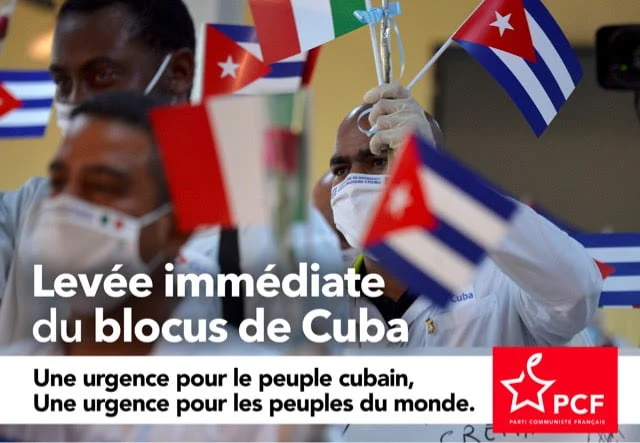 Levée immédiate
du blocus de Cuba
Cuba
Une urgence pour le peuple cubain,
Une urgence pour les peuples du monde.
PCF
PARTI COMMUNISTE FRANÇAIS